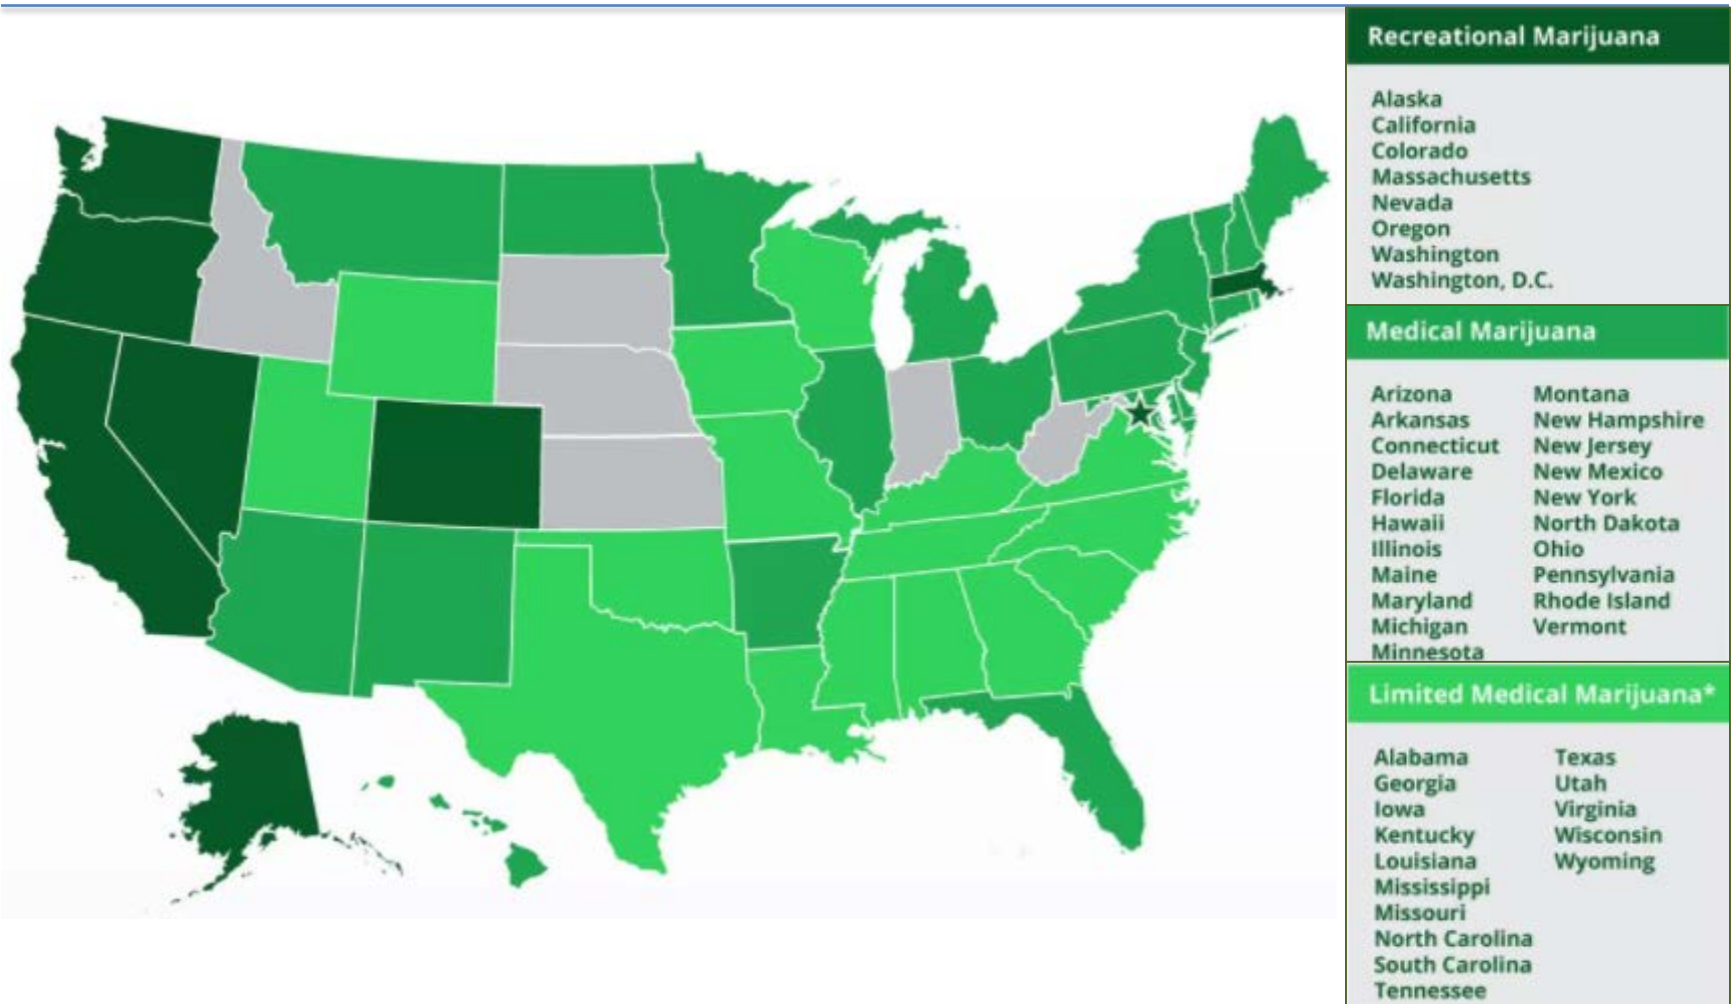 Recreational Marijuana
Alaska
California
Colorado
Massachusetts
Nevada
Oregon
Washington
Washington, D.C.
Medical Marijuana
Arizona
Arkansas
Connecticut
Delaware
Florida
Hawaii
Illinois
Maine
Maryland
Michigan
Minnesota
Montana
New Hampshire
New Jersey
New Mexico
New York
North Dakota
Ohio
Pennsylvania
Rhode Island
Vermont
Limited Medical Marijuana*
Alabama
Georgia
Iowa
Kentucky
Louisiana
Mississippi
Missouri
North Carolina
South Carolina
Tennessee
Texas
Utah
Virginia
Wisconsin
Wyoming